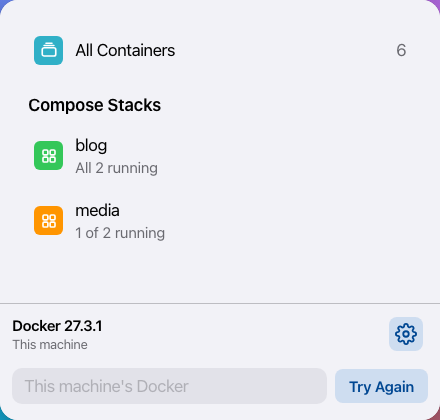 All Containers 6
Compose Stacks
blog
All 2 running
media
1 of 2 running
Docker 27.3.1
This machine
This machine's Docker
Try Again